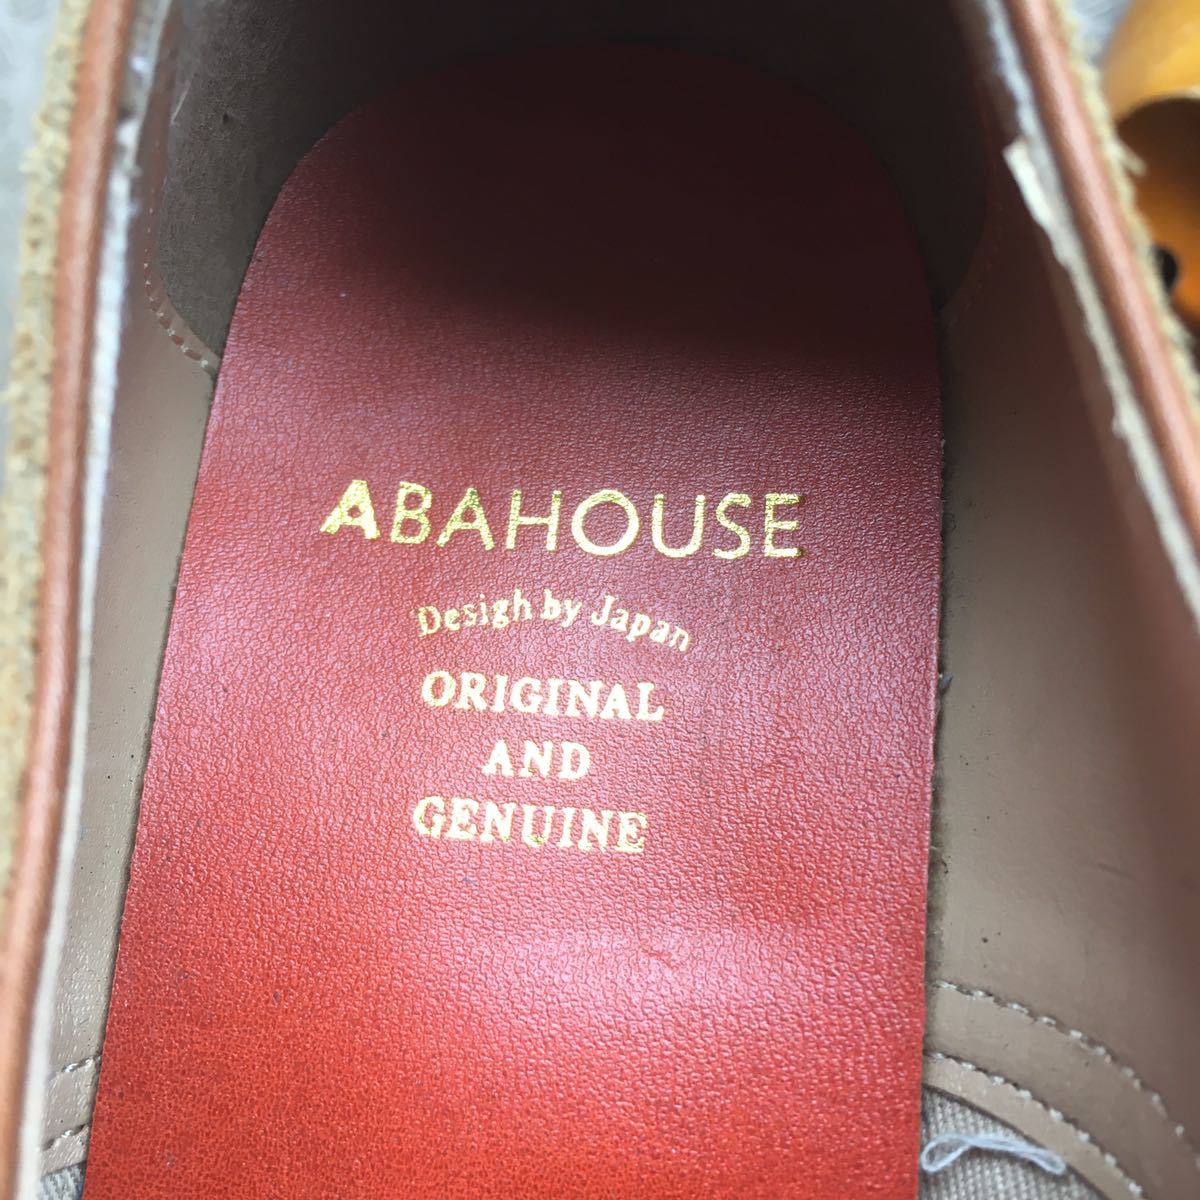 ABAHOUSE
Desigh by Japan
ORIGINAL
AND
GENUINE